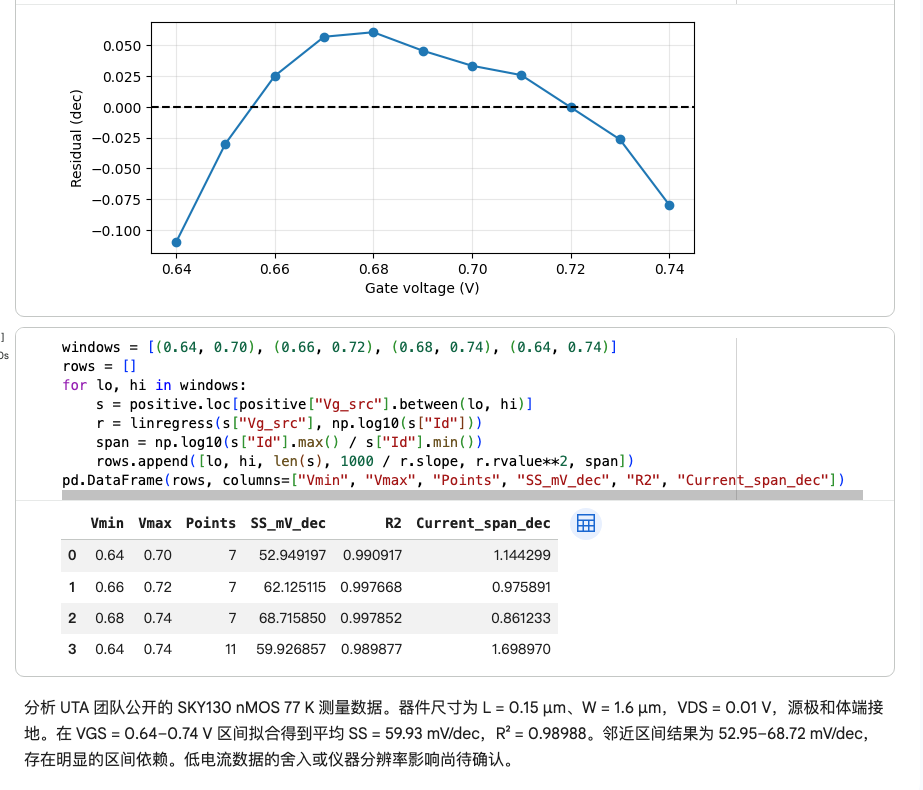 0.050
0.025
0.000
−0.025
−0.050
−0.075
−0.100
Residual (dec)
0.64 0.66 0.68 0.70 0.72 0.74
Gate voltage (V)
]
0s
windows = [(0.64, 0.70), (0.66, 0.72), (0.68, 0.74), (0.64, 0.74)]
rows = []
for lo, hi in windows:
    s = positive.loc[positive["Vg_src"].between(lo, hi)]
    r = linregress(s["Vg_src"], np.log10(s["Id"]))
    span = np.log10(s["Id"].max() / s["Id"].min())
    rows.append([lo, hi, len(s), 1000 / r.slope, r.rvalue**2, span])
pd.DataFrame(rows, columns=["Vmin", "Vmax", "Points", "SS_mV_dec", "R2", "Current_span_dec"])
Vmin Vmax Points SS_mV_dec R2 Current_span_dec
0 0.64 0.70 7 52.949197 0.990917 1.144299
1 0.66 0.72 7 62.125115 0.997668 0.975891
2 0.68 0.74 7 68.715850 0.997852 0.861233
3 0.64 0.74 11 59.926857 0.989877 1.698970
分析 UTA 团队公开的 SKY130 nMOS 77 K 测量数据。器件尺寸为 L = 0.15 μm、W = 1.6 μm，VDS = 0.01 V，源极和体端接
地。在 VGS = 0.64–0.74 V 区间拟合得到平均 SS = 59.93 mV/dec，R² = 0.98988。邻近区间结果为 52.95–68.72 mV/dec，
存在明显的区间依赖。低电流数据的舍入或仪器分辨率影响尚待确认。